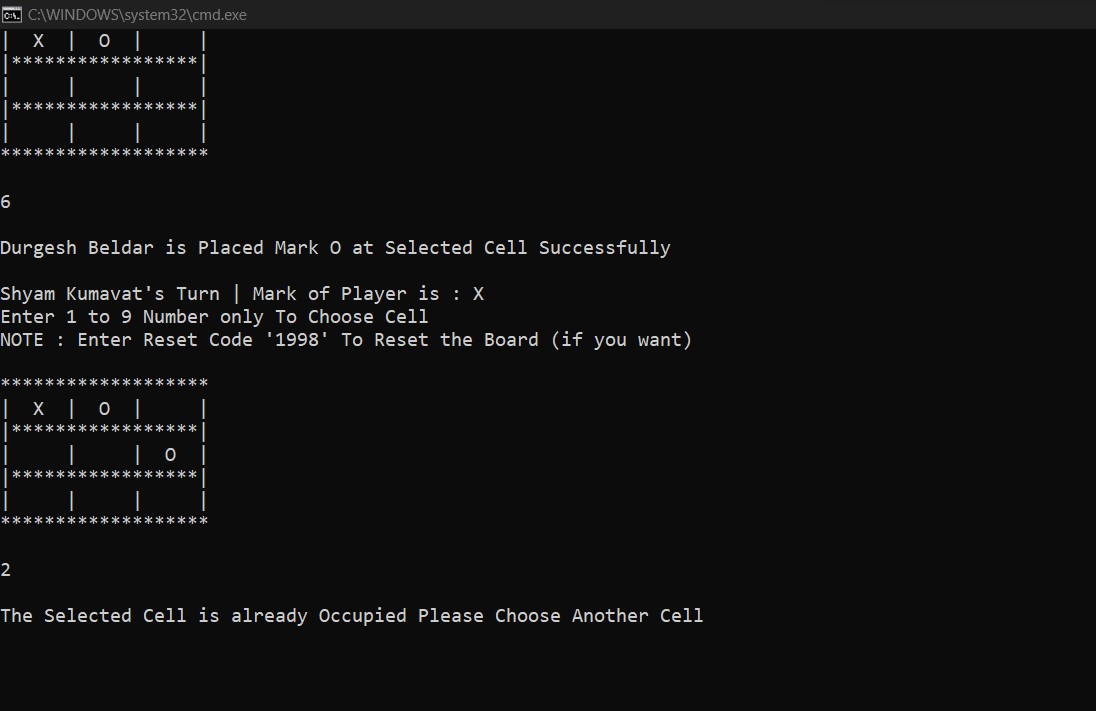 C:\WINDOWS\system32\cmd.exe
|  X  |  O  |     |
|*****************|
|     |     |     |
|*****************|
|     |     |     |
*******************
6
Durgesh Beldar is Placed Mark O at Selected Cell Successfully
Shyam Kumavat's Turn | Mark of Player is : X
Enter 1 to 9 Number only To Choose Cell
NOTE : Enter Reset Code '1998' To Reset the Board (if you want)
*******************
|  X  |  O  |     |
|*****************|
|     |     |  O  |
|*****************|
|     |     |     |
*******************
2
The Selected Cell is already Occupied Please Choose Another Cell